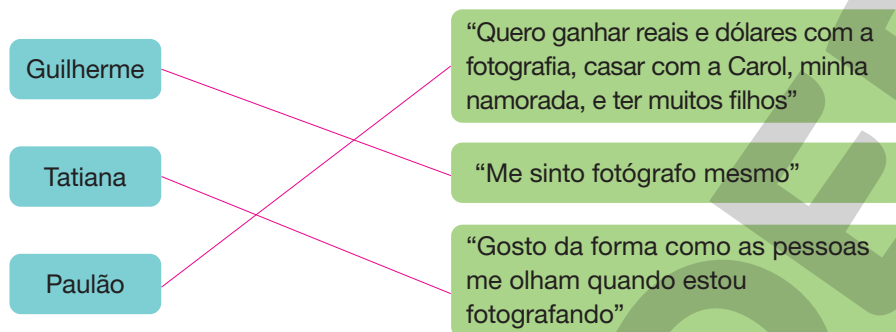 Guilherme
Tatiana
Paulão
“Quero ganhar reais e dólares com a
fotografia, casar com a Carol, minha
namorada, e ter muitos filhos”
“Me sinto fotógrafo mesmo”
“Gosto da forma como as pessoas
me olham quando estou
fotografando”